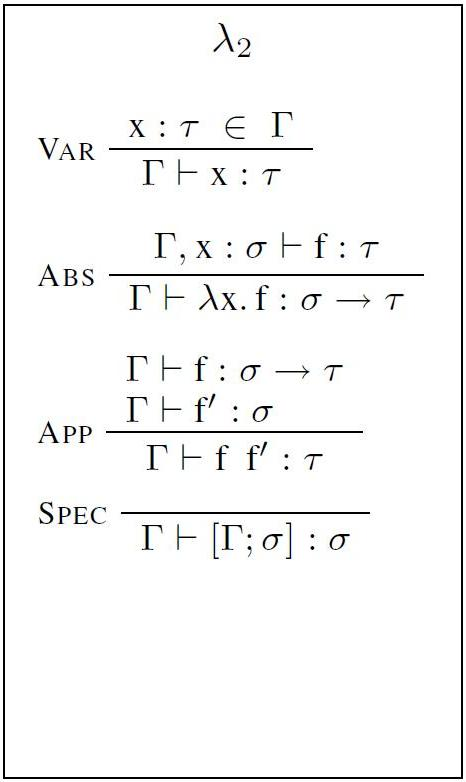 λ₂
x : τ ∈ Γ
VAR
Γ ⊢ x : τ
Γ, x : σ ⊢ f : τ
ABS
Γ ⊢ λx. f : σ → τ
Γ ⊢ f : σ → τ
Γ ⊢ f′ : σ
APP
Γ ⊢ f f′ : τ
SPEC
Γ ⊢ [Γ; σ] : σ